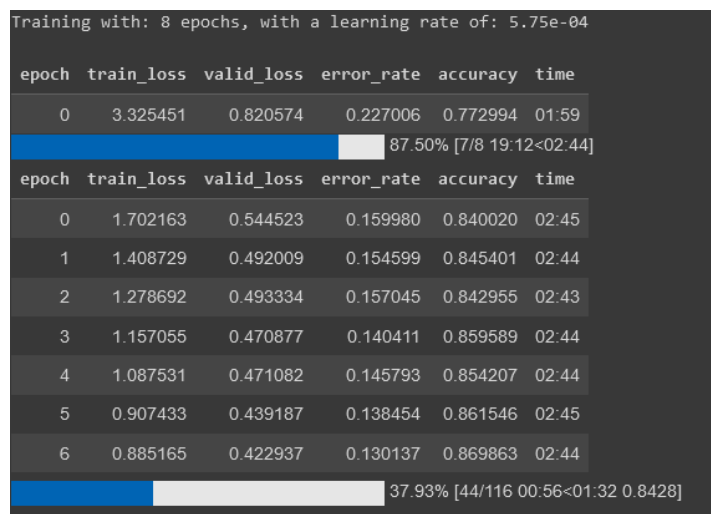 Training with: 8 epochs, with a learning rate of: 5.75e-04
epoch train_loss valid_loss error_rate accuracy time
0 3.325451 0.820574 0.227006 0.772994 01:59
87.50% [7/8 19:12<02:44]
epoch train_loss valid_loss error_rate accuracy time
0 1.702163 0.544523 0.159980 0.840020 02:45
1 1.408729 0.492009 0.154599 0.845401 02:44
2 1.278692 0.493334 0.157045 0.842955 02:43
3 1.157055 0.470877 0.140411 0.859589 02:44
4 1.087531 0.471082 0.145793 0.854207 02:44
5 0.907433 0.439187 0.138454 0.861546 02:45
6 0.885165 0.422937 0.130137 0.869863 02:44
37.93% [44/116 00:56<01:32 0.8428]